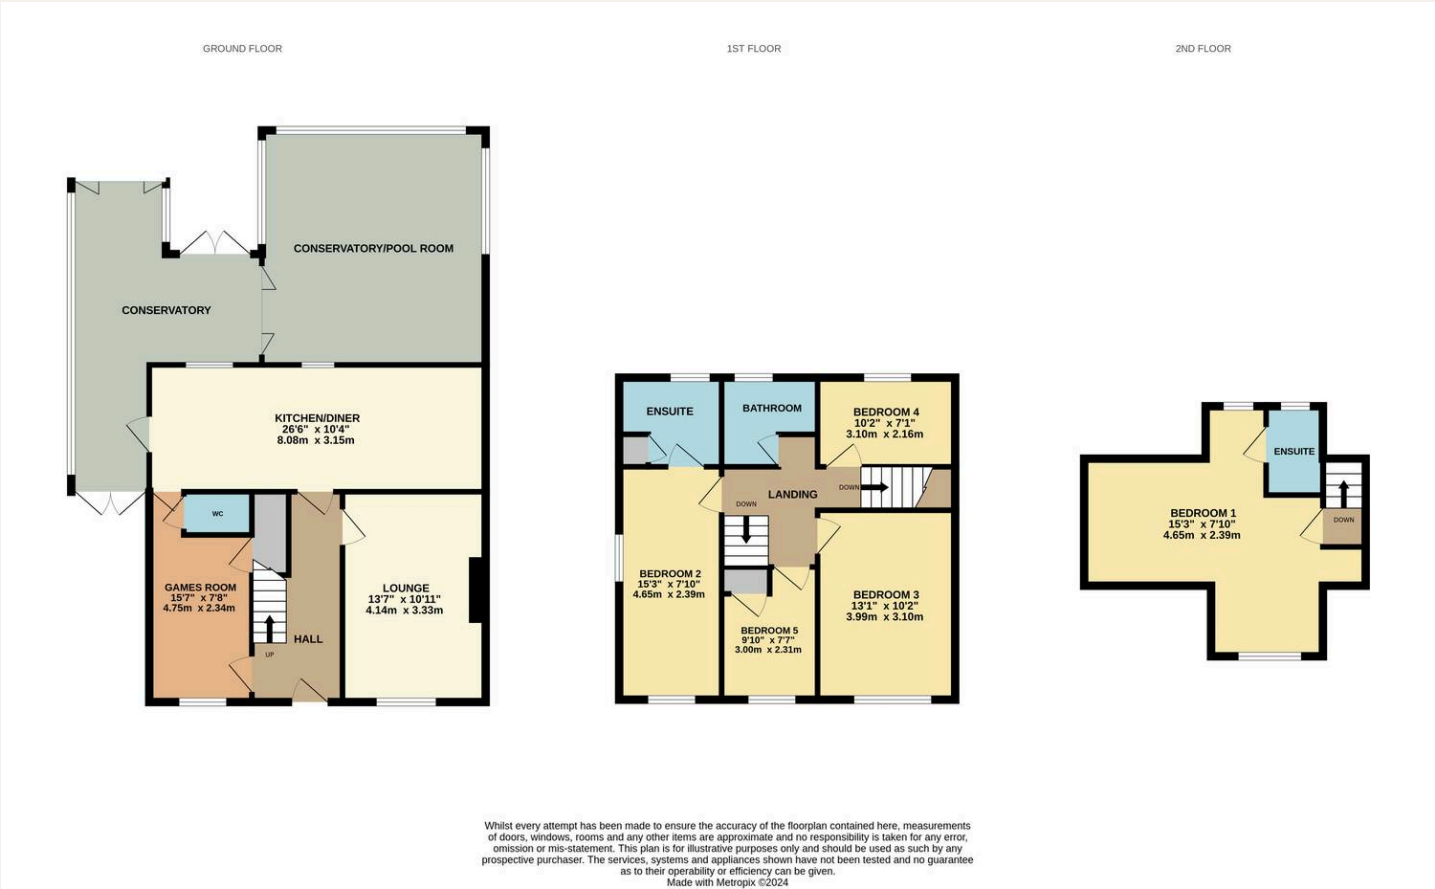 GROUND FLOOR
1ST FLOOR
2ND FLOOR
CONSERVATORY/POOL ROOM
CONSERVATORY
KITCHEN/DINER
26'6" x 10'4"
8.08m x 3.15m
WC
GAMES ROOM
15'7" x 7'8"
4.75m x 2.34m
LOUNGE
13'7" x 10'11"
4.14m x 3.33m
HALL
UP
ENSUITE
BATHROOM
BEDROOM 4
10'2" x 7'1"
3.10m x 2.16m
LANDING
DOWN
DOWN
BEDROOM 2
15'3" x 7'10"
4.65m x 2.39m
BEDROOM 3
13'1" x 10'2"
3.99m x 3.10m
BEDROOM 5
9'10" x 7'7"
3.00m x 2.31m
ENSUITE
BEDROOM 1
15'3" x 7'10"
4.65m x 2.39m
DOWN
Whilst every attempt has been made to ensure the accuracy of the floorplan contained here, measurements
of doors, windows, rooms and any other items are approximate and no responsibility is taken for any error,
omission or mis-statement. This plan is for illustrative purposes only and should be used as such by any
prospective purchaser. The services, systems and appliances shown have not been tested and no guarantee
as to their operability or efficiency can be given.
Made with Metropix ©2024